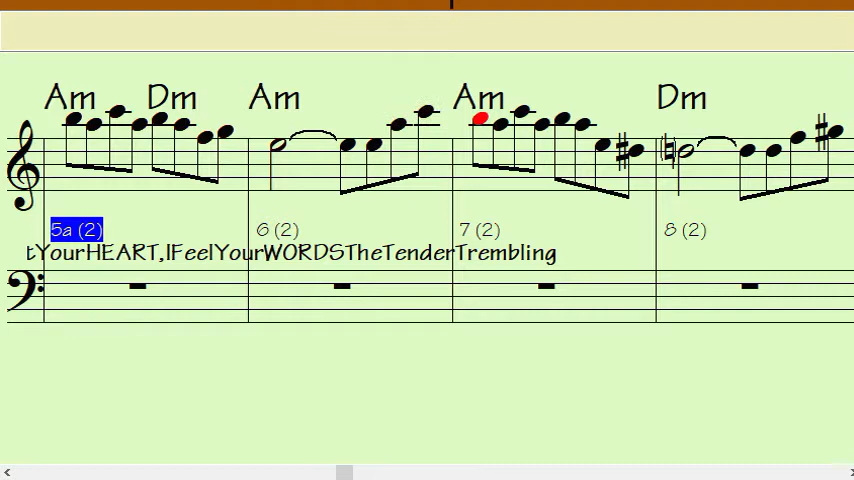 Am Dm Am Am Dm
5a (2) 6 (2) 7 (2) 8 (2)
tYourHEART,IFeelYourWORDSTheTenderTrembling